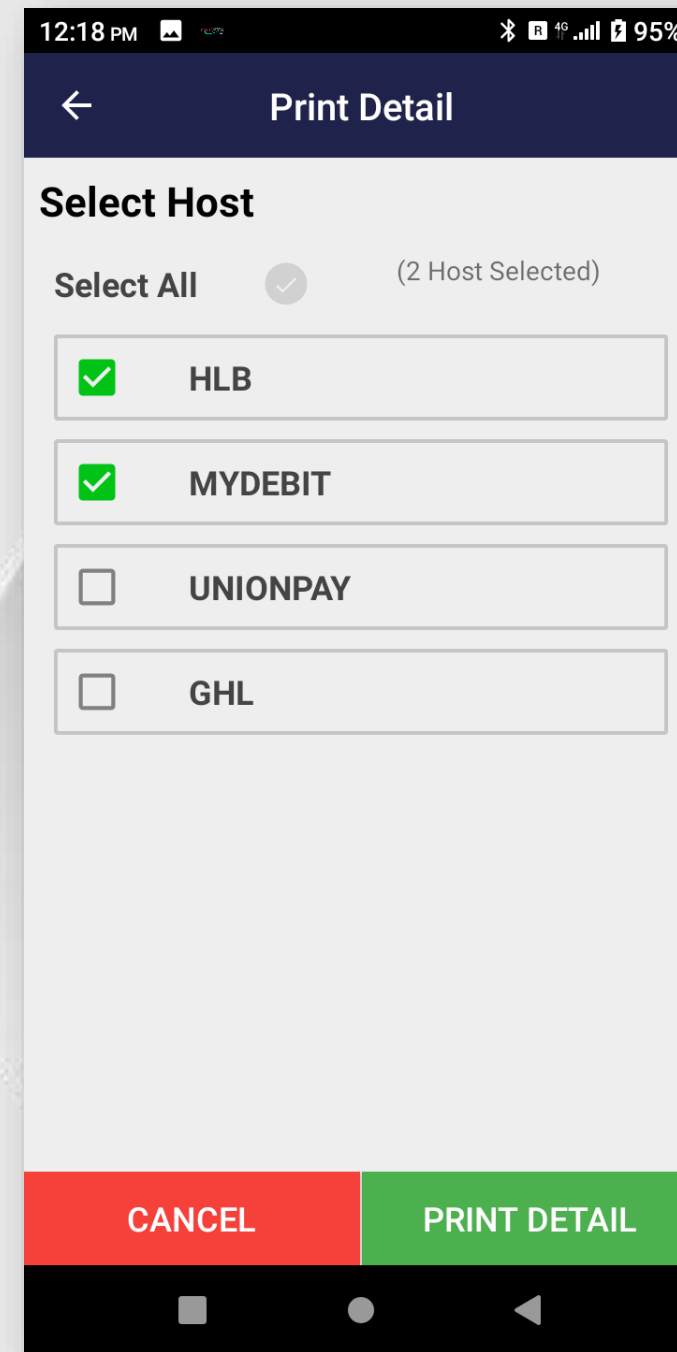 12:18 PM R 4G 95%
Print Detail
Select Host
Select All (2 Host Selected)
HLB
MYDEBIT
UNIONPAY
GHL
CANCEL PRINT DETAIL